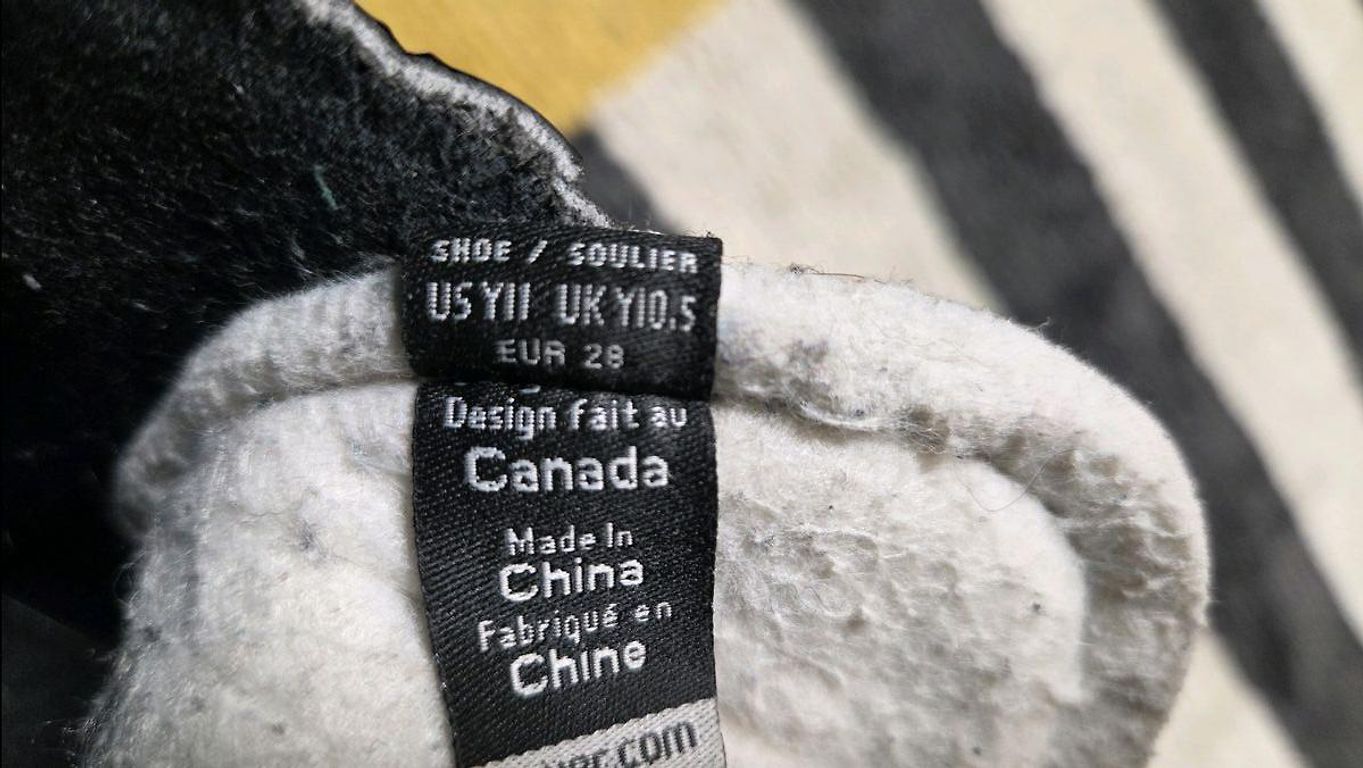 SHOE / SOULIER
US Y11 UK Y10.5
EUR 28
Design fait au
Canada
Made In
China
Fabriqué en
Chine